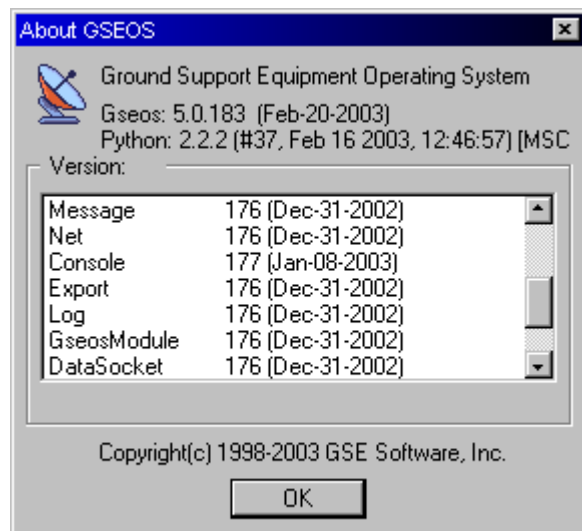 About GSEOS
Ground Support Equipment Operating System
Gseos: 5.0.183 (Feb-20-2003)
Python: 2.2.2 (#37, Feb 16 2003, 12:46:57) [MSC
Version:
Message 176 (Dec-31-2002)
Net 176 (Dec-31-2002)
Console 177 (Jan-08-2003)
Export 176 (Dec-31-2002)
Log 176 (Dec-31-2002)
GseosModule 176 (Dec-31-2002)
DataSocket 176 (Dec-31-2002)
Copyright(c) 1998-2003 GSE Software, Inc.
OK